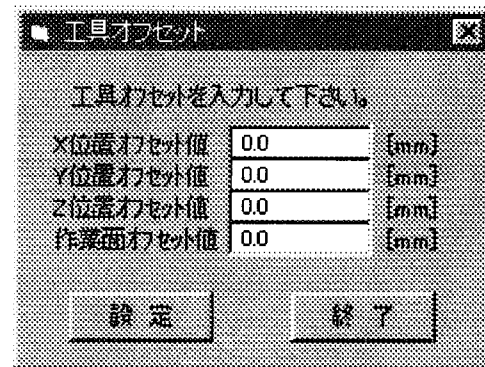 工具オフセット
工具オフセットを入力して下さい。
X位置オフセット値 0.0 [mm]
Y位置オフセット値 0.0 [mm]
Z位置オフセット値 0.0 [mm]
作業面オフセット値 0.0 [mm]
設定 終了